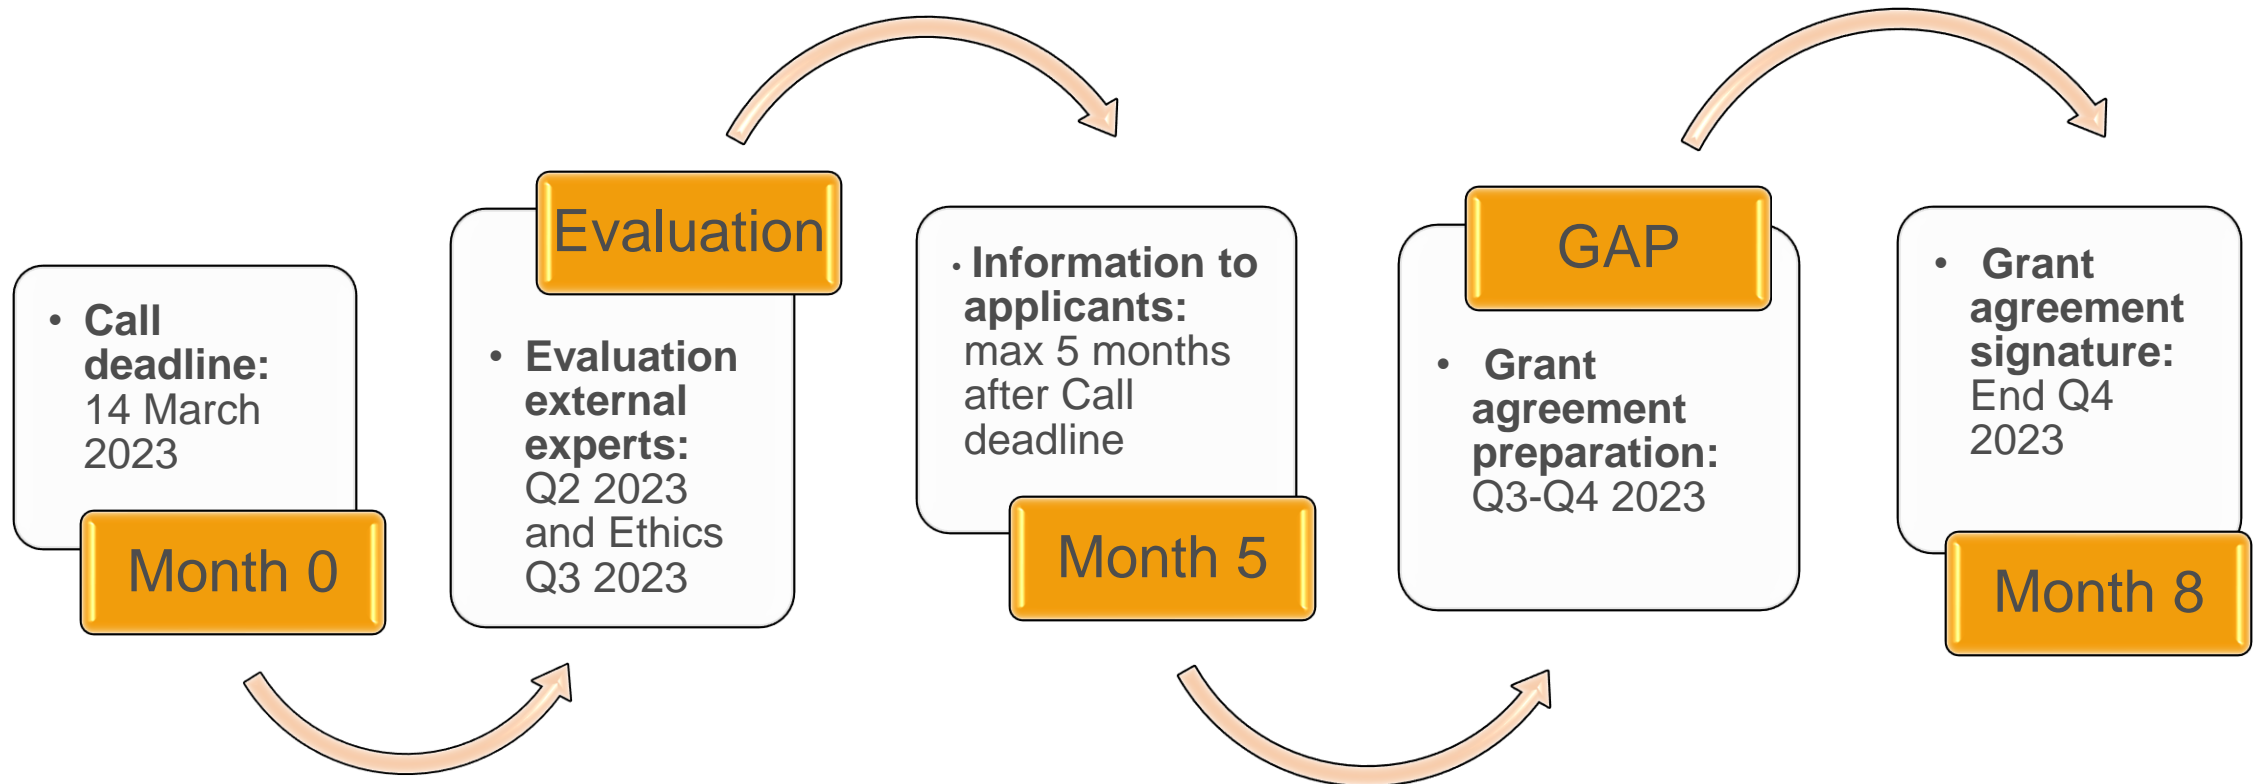 • Call
deadline:
14 March
2023
Month 0
Evaluation
• Evaluation
external
experts:
Q2 2023
and Ethics
Q3 2023
• Information to
applicants:
max 5 months
after Call
deadline
Month 5
GAP
• Grant
agreement
preparation:
Q3-Q4 2023
• Grant
agreement
signature:
End Q4
2023
Month 8